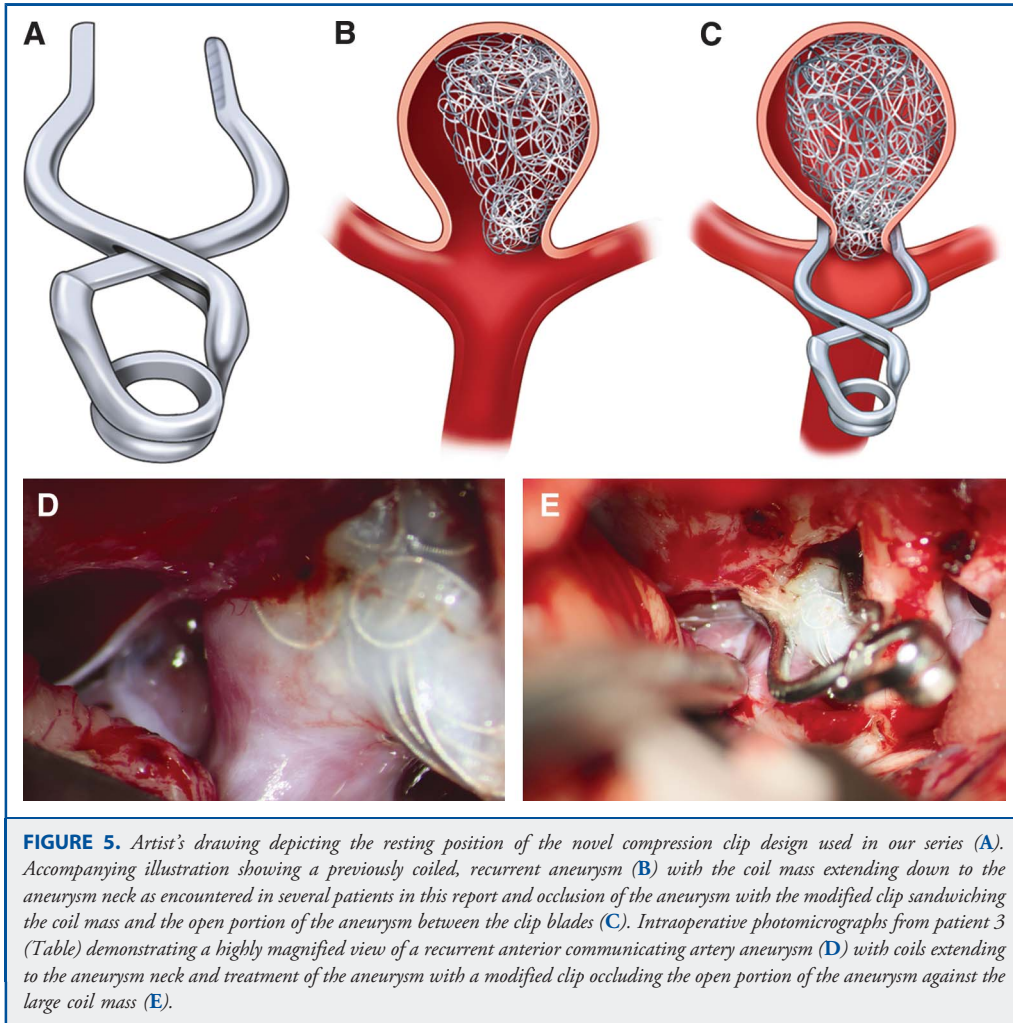 A
B
C
D
E
FIGURE 5. Artist's drawing depicting the resting position of the novel compression clip design used in our series (A).
Accompanying illustration showing a previously coiled, recurrent aneurysm (B) with the coil mass extending down to the
aneurysm neck as encountered in several patients in this report and occlusion of the aneurysm with the modified clip sandwiching
the coil mass and the open portion of the aneurysm between the clip blades (C). Intraoperative photomicrographs from patient 3
(Table) demonstrating a highly magnified view of a recurrent anterior communicating artery aneurysm (D) with coils extending
to the aneurysm neck and treatment of the aneurysm with a modified clip occluding the open portion of the aneurysm against the
large coil mass (E).